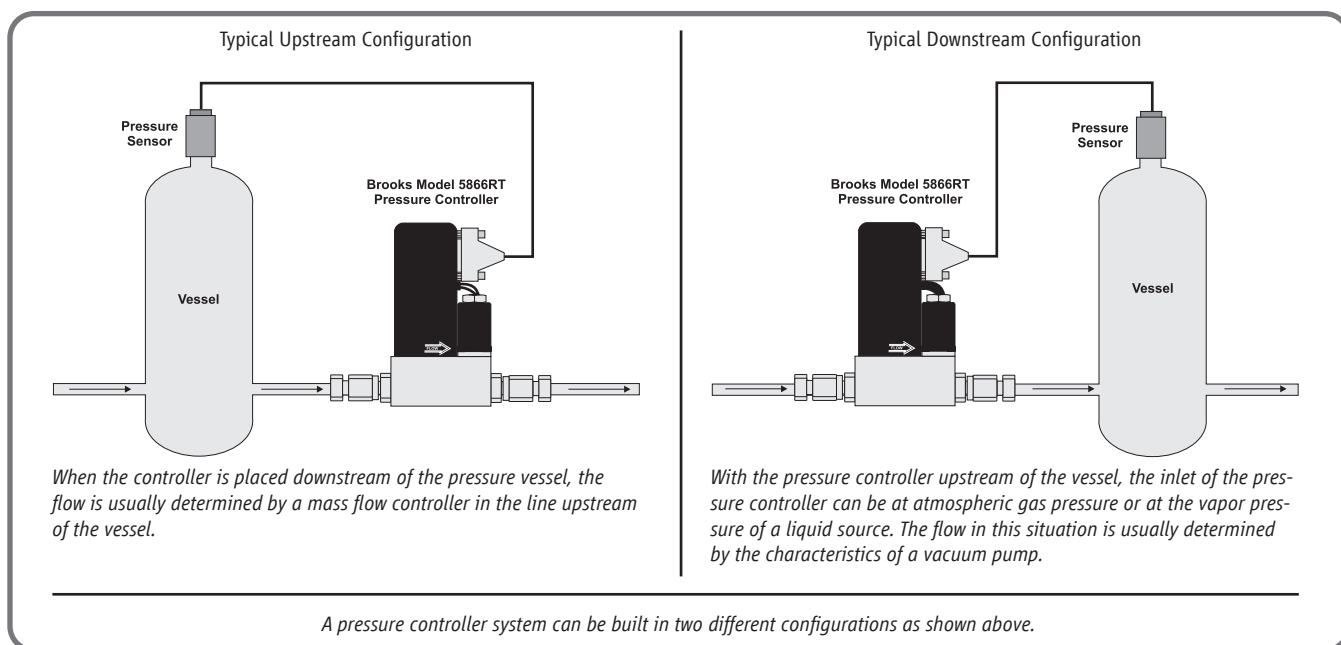 Typical Upstream Configuration
Pressure
Sensor
Brooks Model 5866RT
Pressure Controller
Vessel
FLOW
When the controller is placed downstream of the pressure vessel, the
flow is usually determined by a mass flow controller in the line upstream
of the vessel.
Typical Downstream Configuration
Pressure
Sensor
Brooks Model 5866RT
Pressure Controller
Vessel
FLOW
With the pressure controller upstream of the vessel, the inlet of the pres-
sure controller can be at atmospheric gas pressure or at the vapor pres-
sure of a liquid source. The flow in this situation is usually determined
by the characteristics of a vacuum pump.
A pressure controller system can be built in two different configurations as shown above.